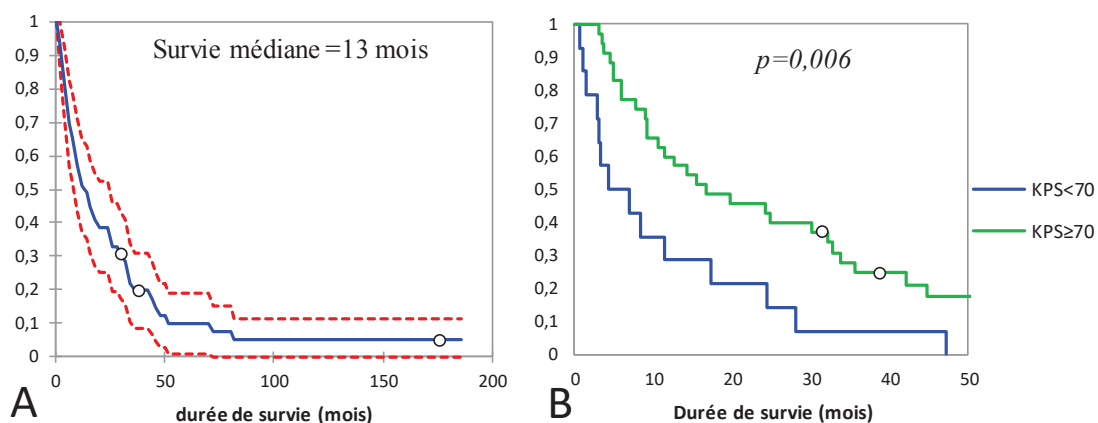 Survie médiane =13 mois
1
0,9
0,8
0,7
0,6
0,5
0,4
0,3
0,2
0,1
0
0 50 100 150 200
durée de survie (mois)
A
p=0,006
1
0,9
0,8
0,7
0,6
0,5
0,4
0,3
0,2
0,1
0
0 10 20 30 40 50
Durée de survie (mois)
B
KPS<70
KPS≥70